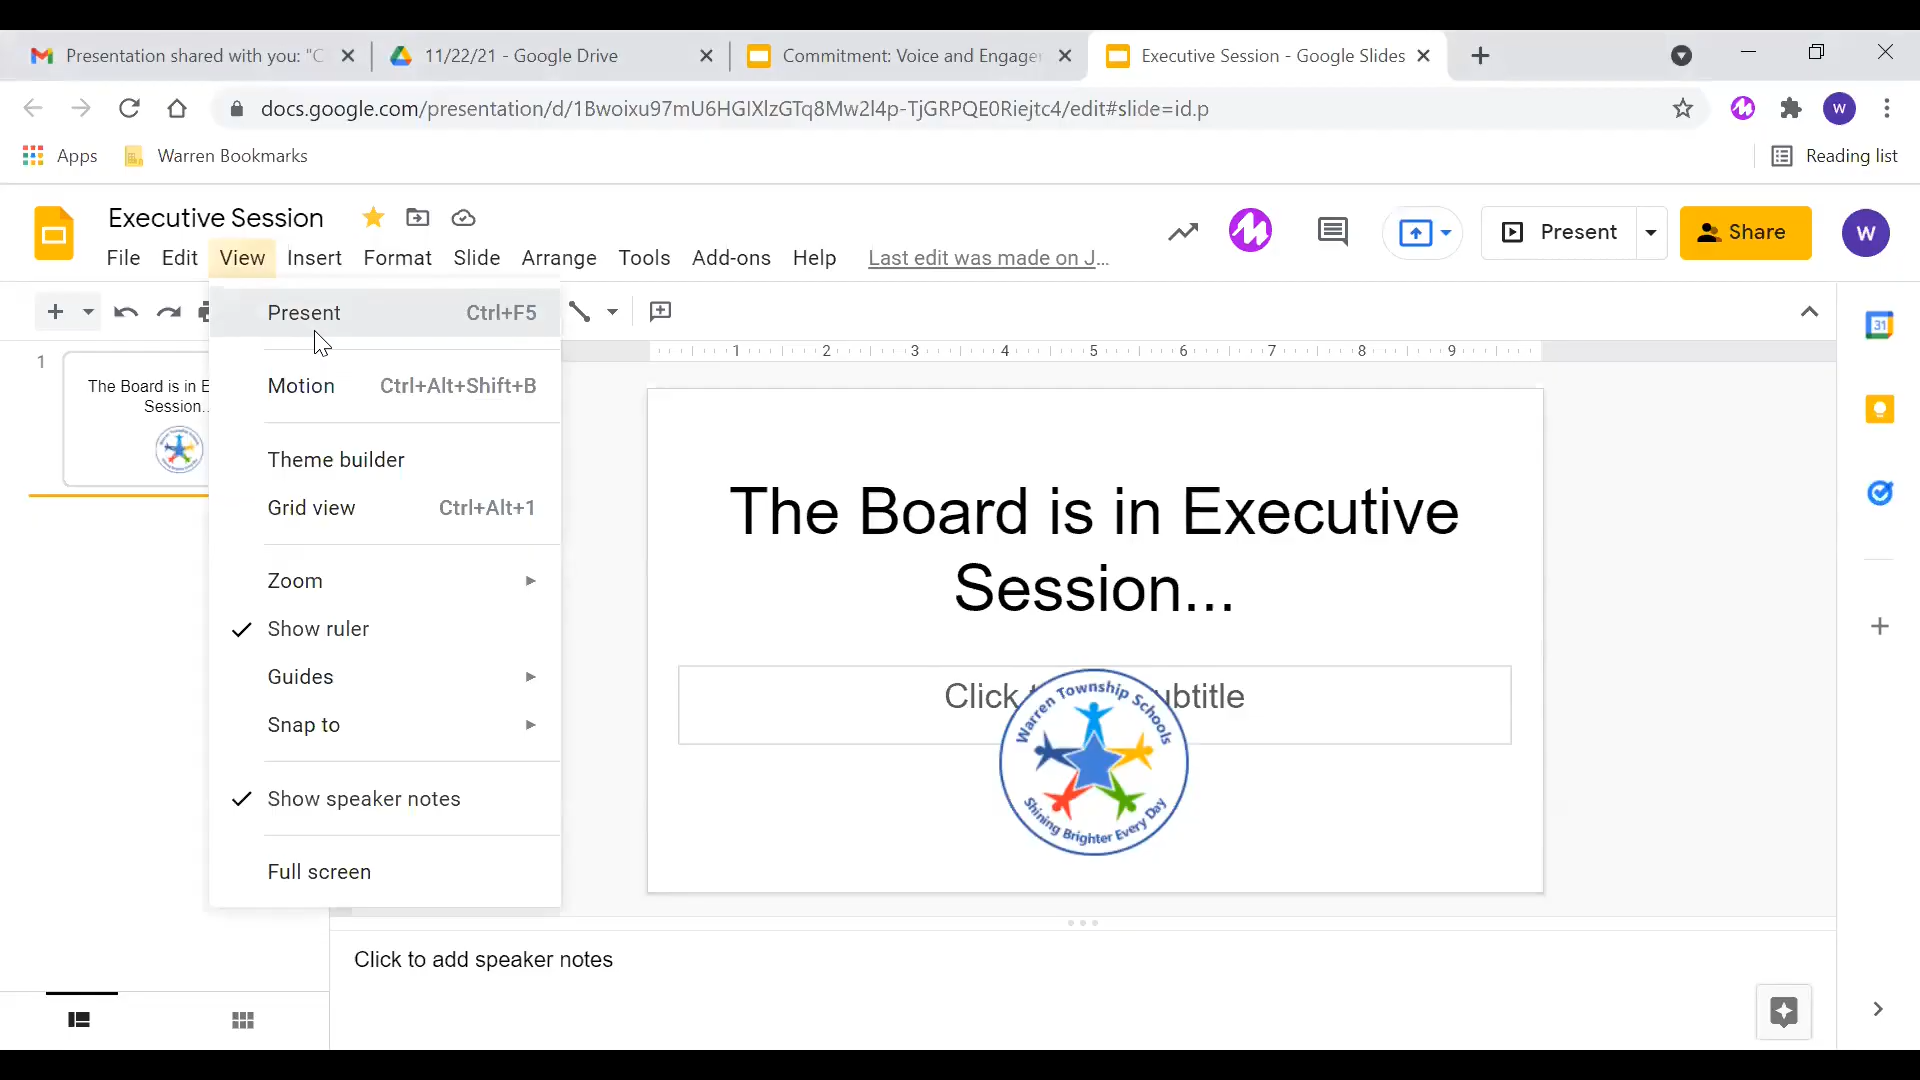 Presentation shared with you: "C
11/22/21 - Google Drive
Commitment: Voice and Engage
Executive Session - Google Slides
docs.google.com/presentation/d/1Bwoixu97mU6HGIXlzGTq8Mw2l4p-TjGRPQE0Riejtc4/edit#slide=id.p
W
Apps
Warren Bookmarks
Reading list
Executive Session
File Edit View Insert Format Slide Arrange Tools Add-ons Help Last edit was made on J...
Present
Share
W
Present Ctrl+F5
Motion Ctrl+Alt+Shift+B
Theme builder
Grid view Ctrl+Alt+1
Zoom
Show ruler
Guides
Snap to
Show speaker notes
Full screen
1
The Board is in E
Session..
1 2 3 4 5 6 7 8 9
31
The Board is in Executive
Session...
Click
ubtitle
Warren Township Schools
Shining Brighter Every Day
Click to add speaker notes